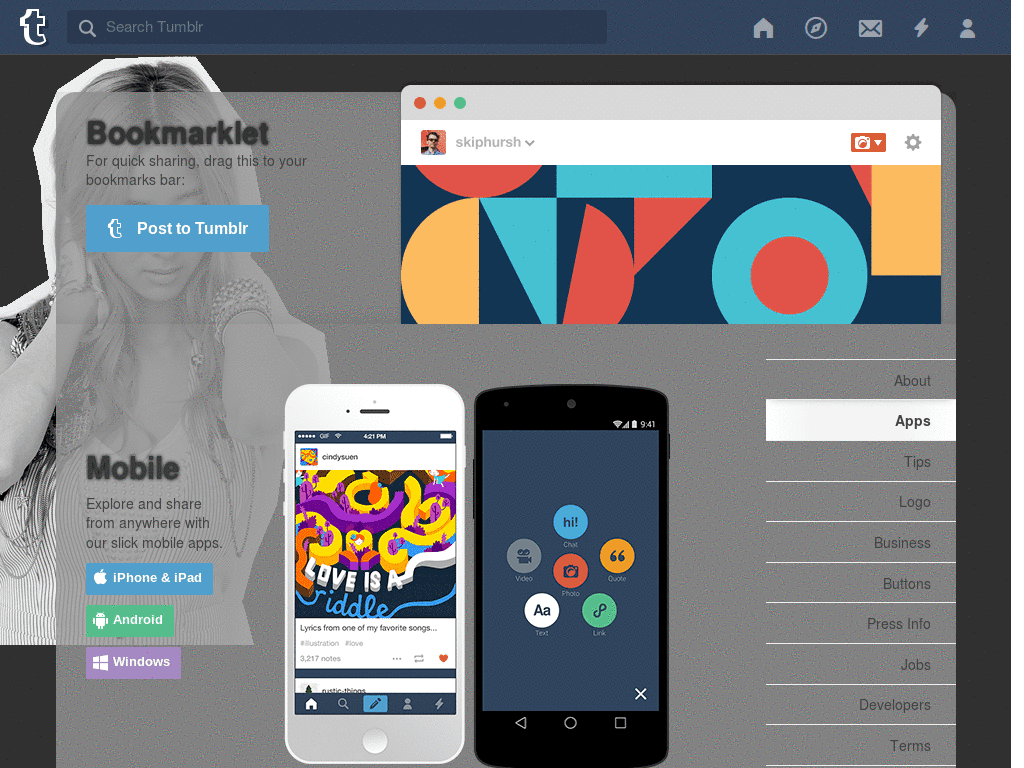 t Search Tumblr
Bookmarklet
For quick sharing, drag this to your
bookmarks bar:
t Post to Tumblr
skiphursh
About
Apps
Tips
Logo
Business
Buttons
Press Info
Jobs
Developers
Terms
Mobile
Explore and share
from anywhere with
our slick mobile apps.
iPhone & iPad
Android
Windows
GIF 4:21 PM
cindysuen
LOVE IS A
riddle
Lyrics from one of my favorite songs...
#illustration #love
3,217 notes
rustic-things
9:41
hi!
Chat
Video
Quote
Photo
Aa
Text
Link